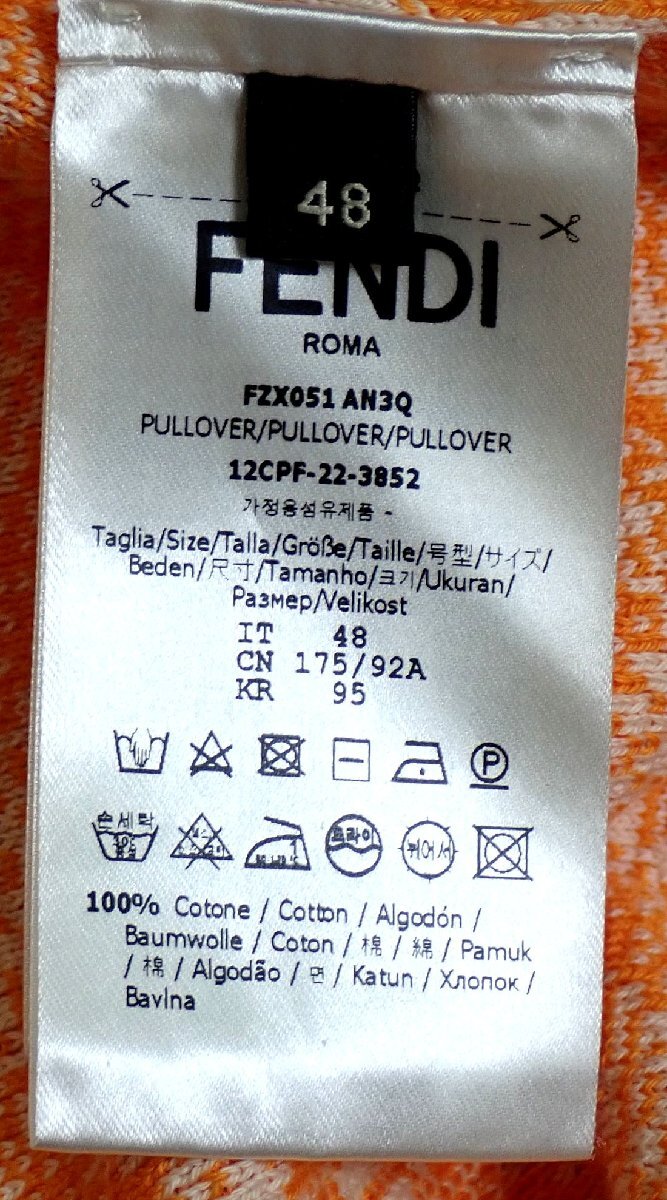 48
FENDI
ROMA
FZX051 AN3Q
PULLOVER/PULLOVER/PULLOVER
12CPF-22-3852
가정용섬유제품 -
Taglia/Size/Talla/Größe/Taille/号型/サイズ/
Beden/尺寸/Tamanho/크기/Ukuran/
Размер/Velikost
IT 48
CN 175/92A
KR 95
P
손세탁
드라이 뉘어서
100% Cotone / Cotton / Algodón /
Baumwolle / Coton / 棉 / 綿 / Pamuk
/ 棉 / Algodão / 면 / Katun / Хлопок /
Bavlna